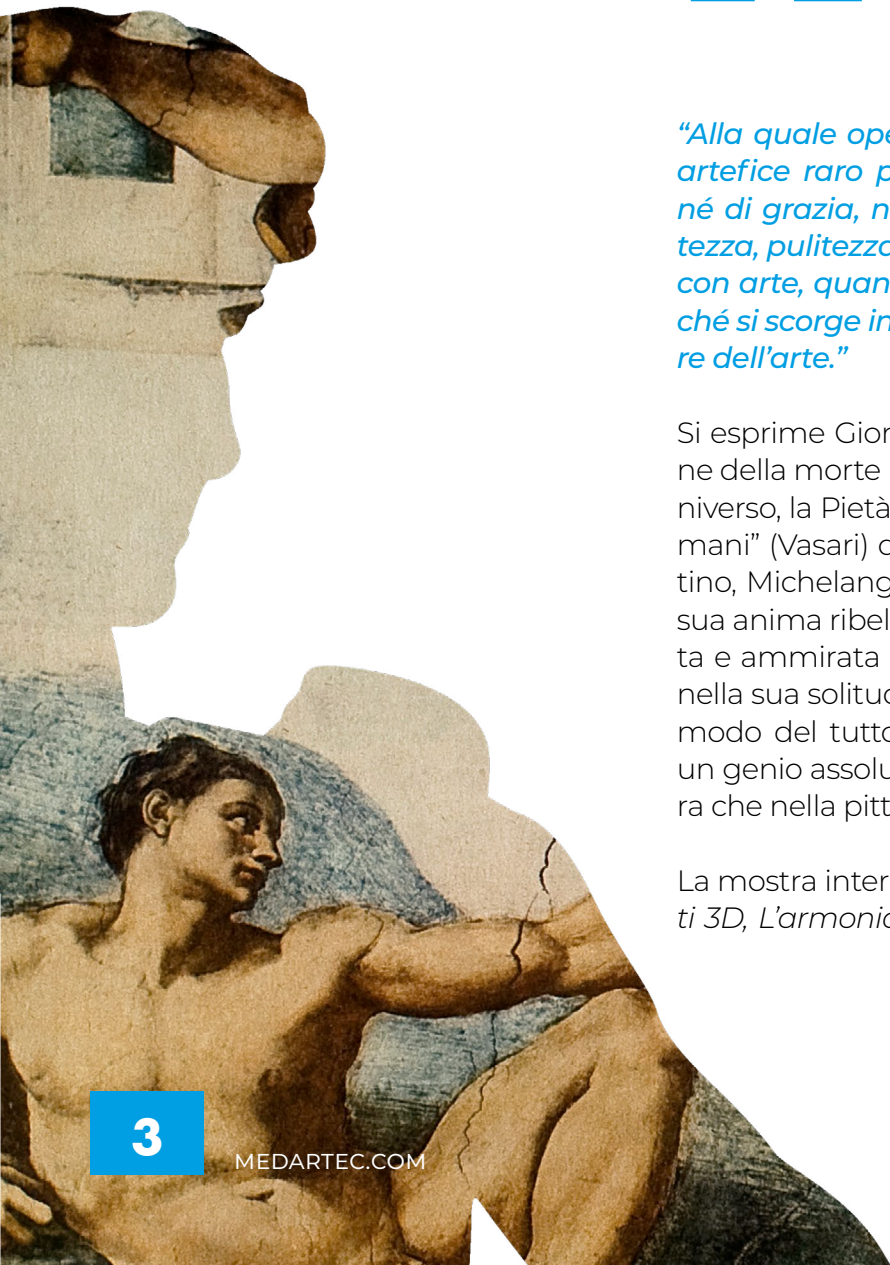 “Alla quale ope
artefice raro p
né di grazia, n
tezza, pulitezza
con arte, quan
ché si scorge in
re dell’arte.”
Si esprime Gior
ne della morte
niverso, la Pietà
mani” (Vasari) d
tino, Michelang
sua anima ribel
ta e ammirata
nella sua solitud
modo del tutto
un genio assolu
ra che nella pitt
La mostra inter
ti 3D, L’armonia
3
MEDARTEC.COM